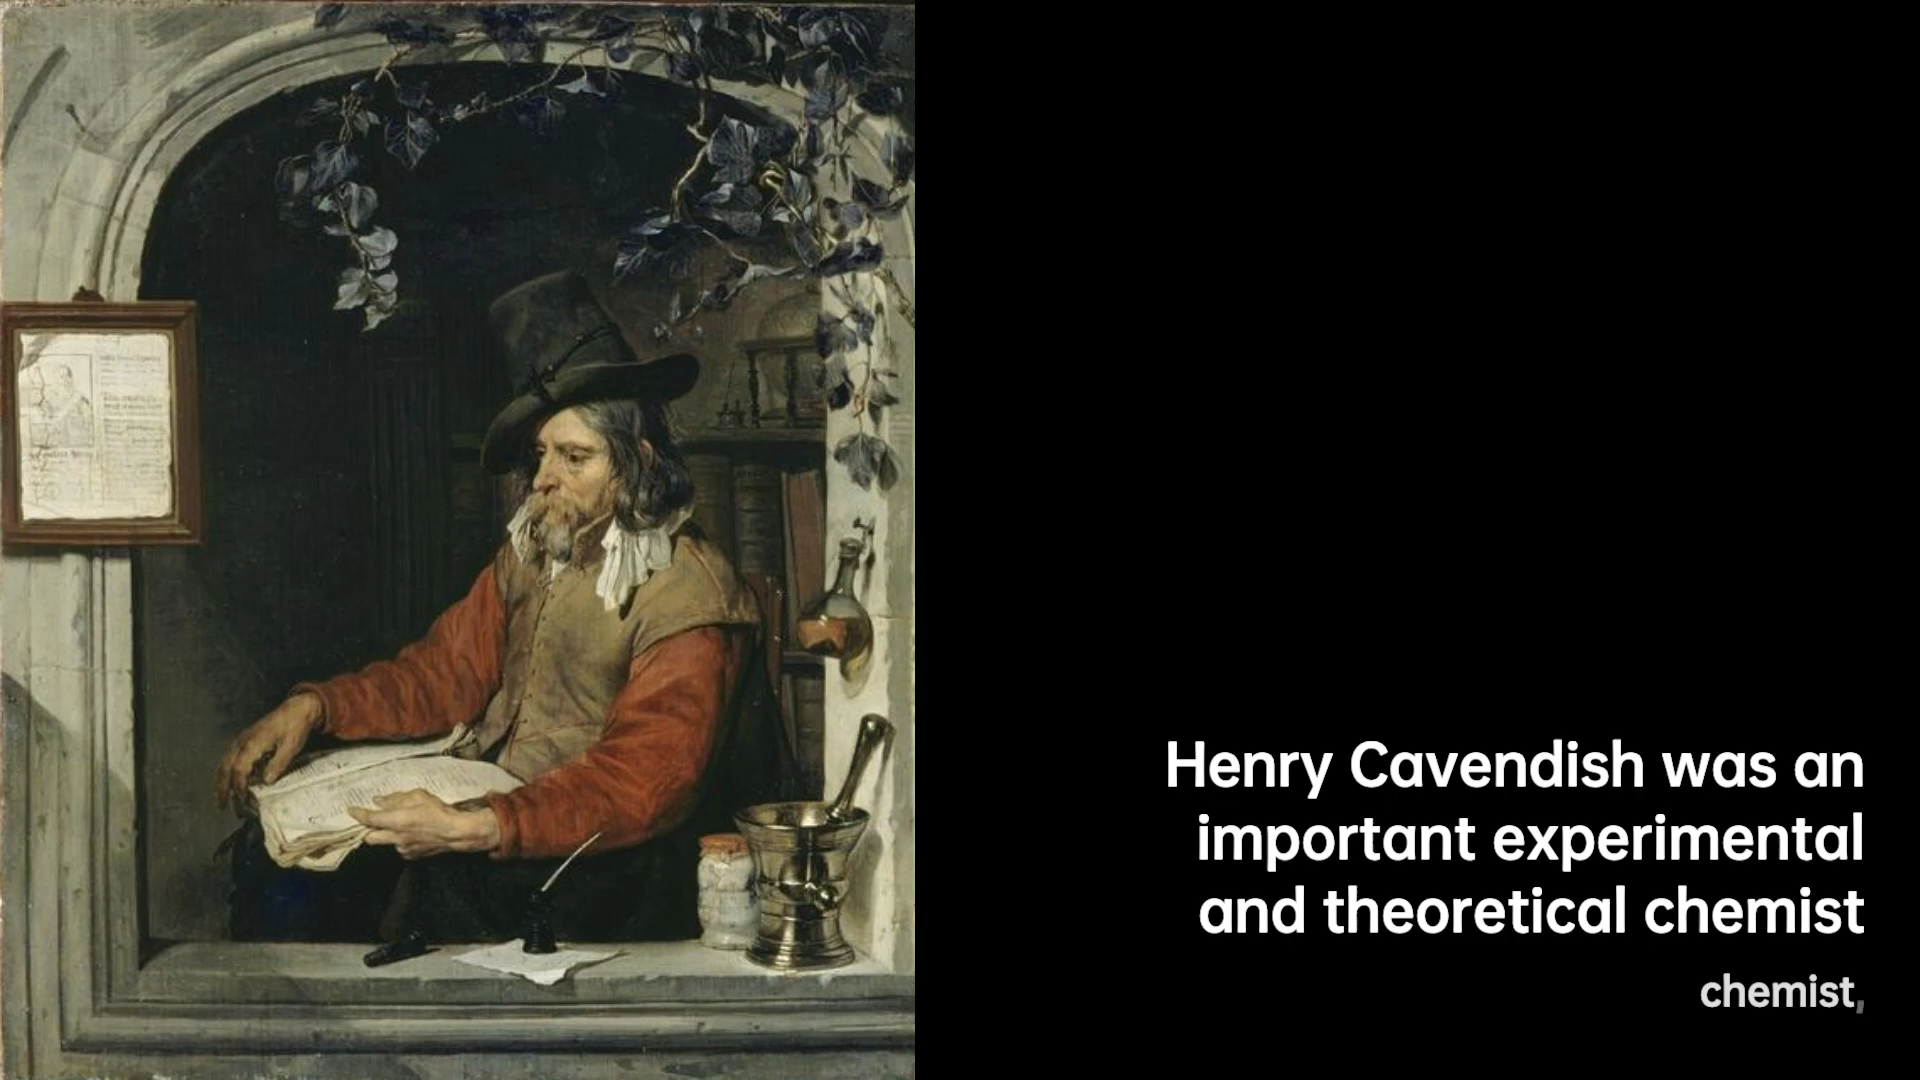 Henry Cavendish was an
important experimental
and theoretical chemist
chemist,